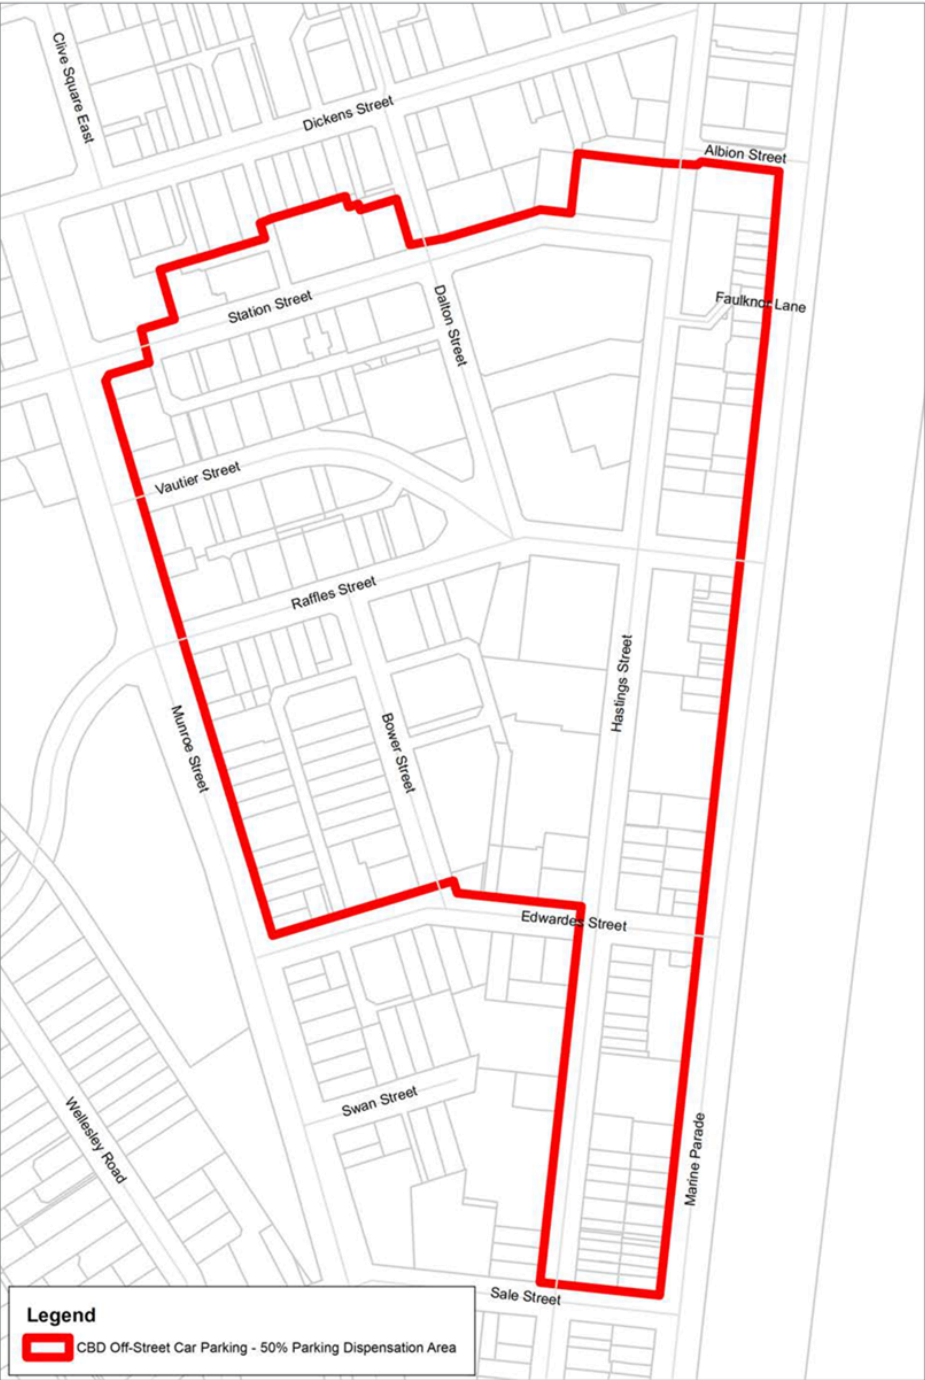 Clive Square East
Dickens Street
Albion Street
Station Street
Faulknor Lane
Dalton Street
Vautier Street
Raffles Street
Hastings Street
Munroe Street
Bower Street
Edwardes Street
Swan Street
Wellesley Road
Marine Parade
Sale Street
Legend
CBD Off-Street Car Parking - 50% Parking Dispensation Area